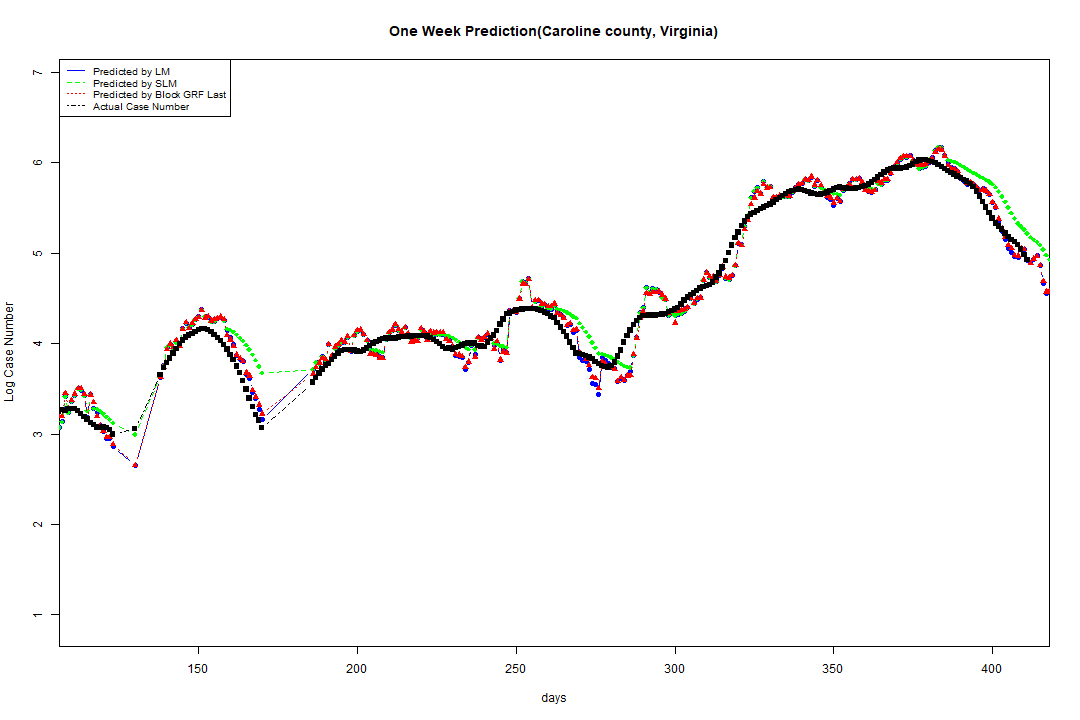 One Week Prediction(Caroline county, Virginia)
Predicted by LM
Predicted by SLM
Predicted by Block GRF Last
Actual Case Number
7
6
5
4
3
2
1
Log Case Number
150 200 250 300 350 400
days